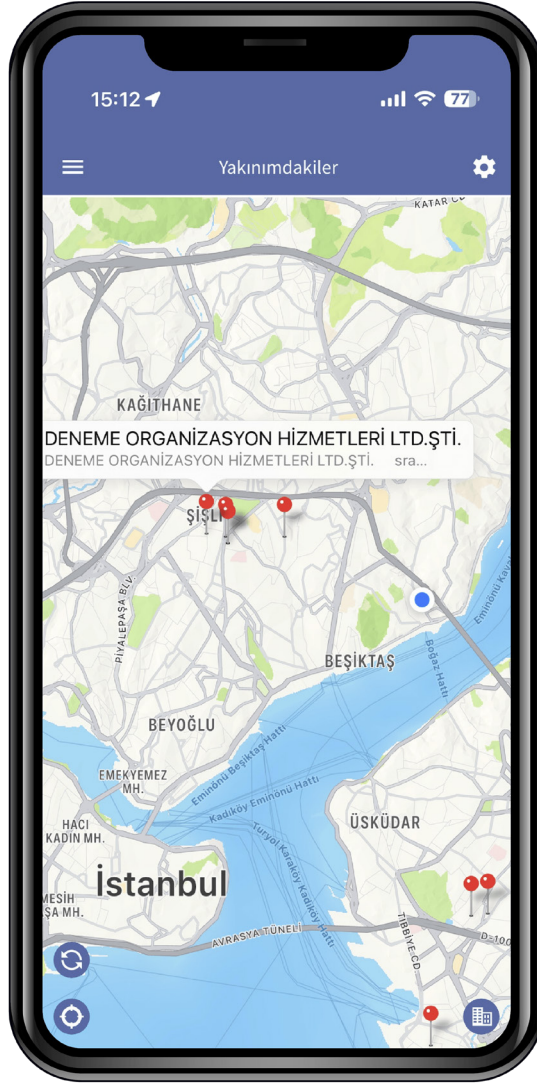 15:12
77
Yakınımdakiler
KATAR CD
KAĞITHANE
DENEME ORGANİZASYON HİZMETLERİ LTD.ŞTİ.
DENEME ORGANİZASYON HİZMETLERİ LTD.ŞTİ. sra...
ŞİŞLİ
PİYALEPAŞA BLV.
Eminönü Kavağı
BEŞİKTAŞ
Boğaz Hattı
BEYOĞLU
EMEKYEMEZ
MH.
Eminönü Beşiktaş Hattı
Kadıköy Eminönü Hattı
HACI
KADIN MH.
ÜSKÜDAR
Turyol Karaköy Kadıköy Hattı
İstanbul
MESİH
ŞA MH.
AVRASYA TÜNELİ
TIBBİYE CD.
D-100